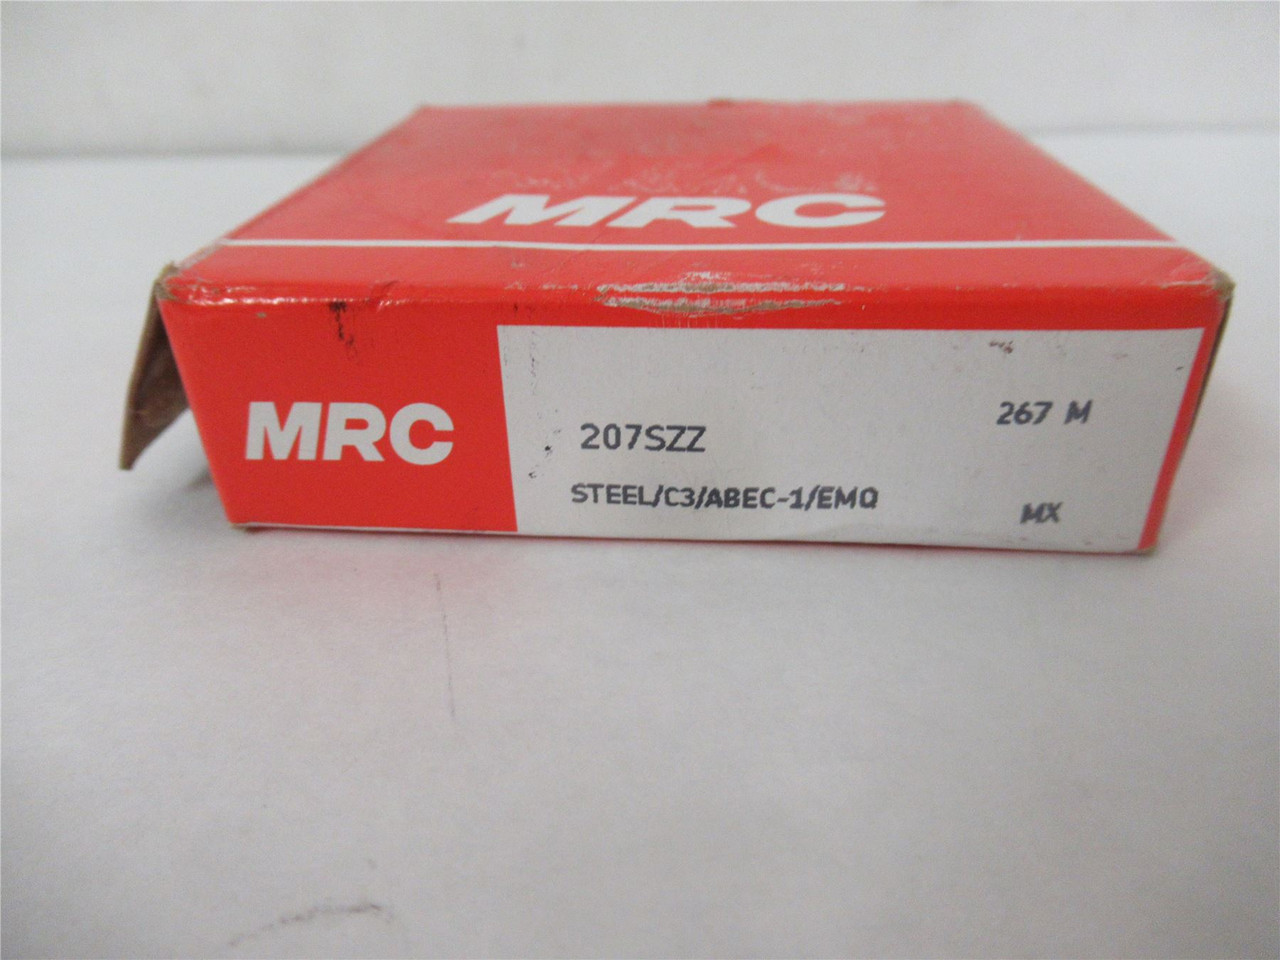 MRC
MRC
207SZZ
267 M
STEEL/C3/ABEC-1/EMQ
MX